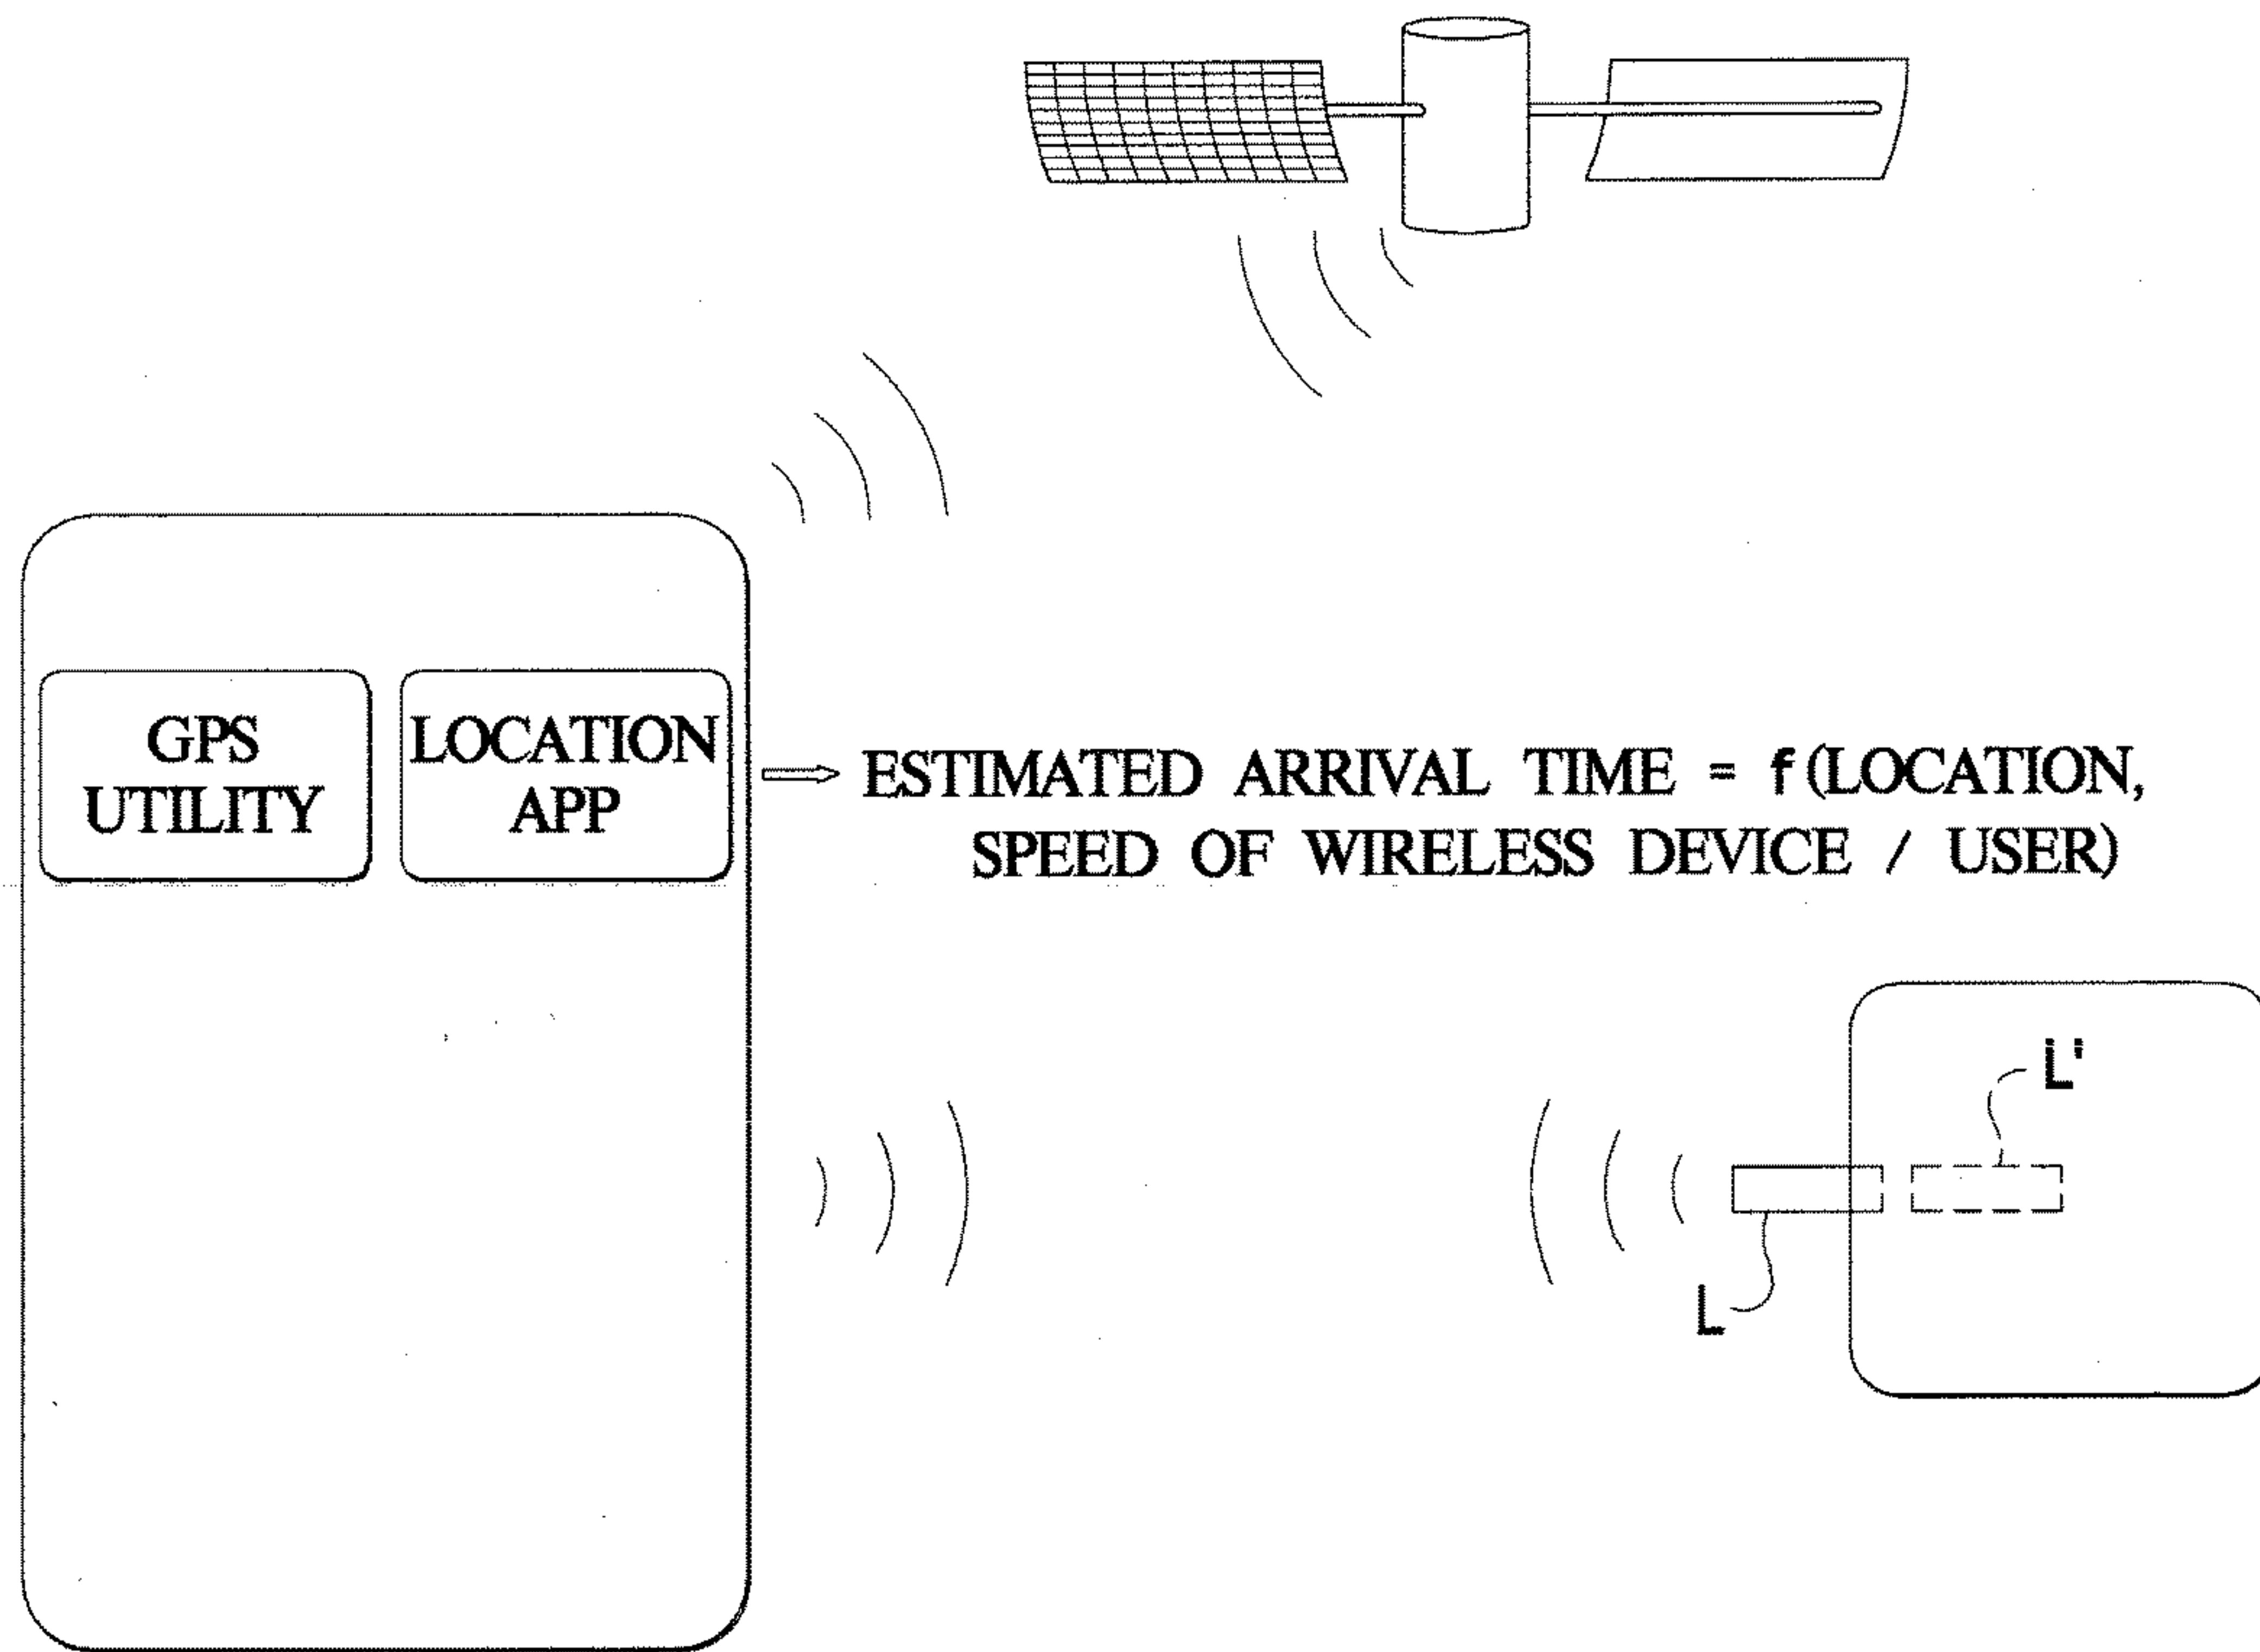 GPS
UTILITY
LOCATION
APP
ESTIMATED ARRIVAL TIME = f(LOCATION,
SPEED OF WIRELESS DEVICE / USER)
L'
L